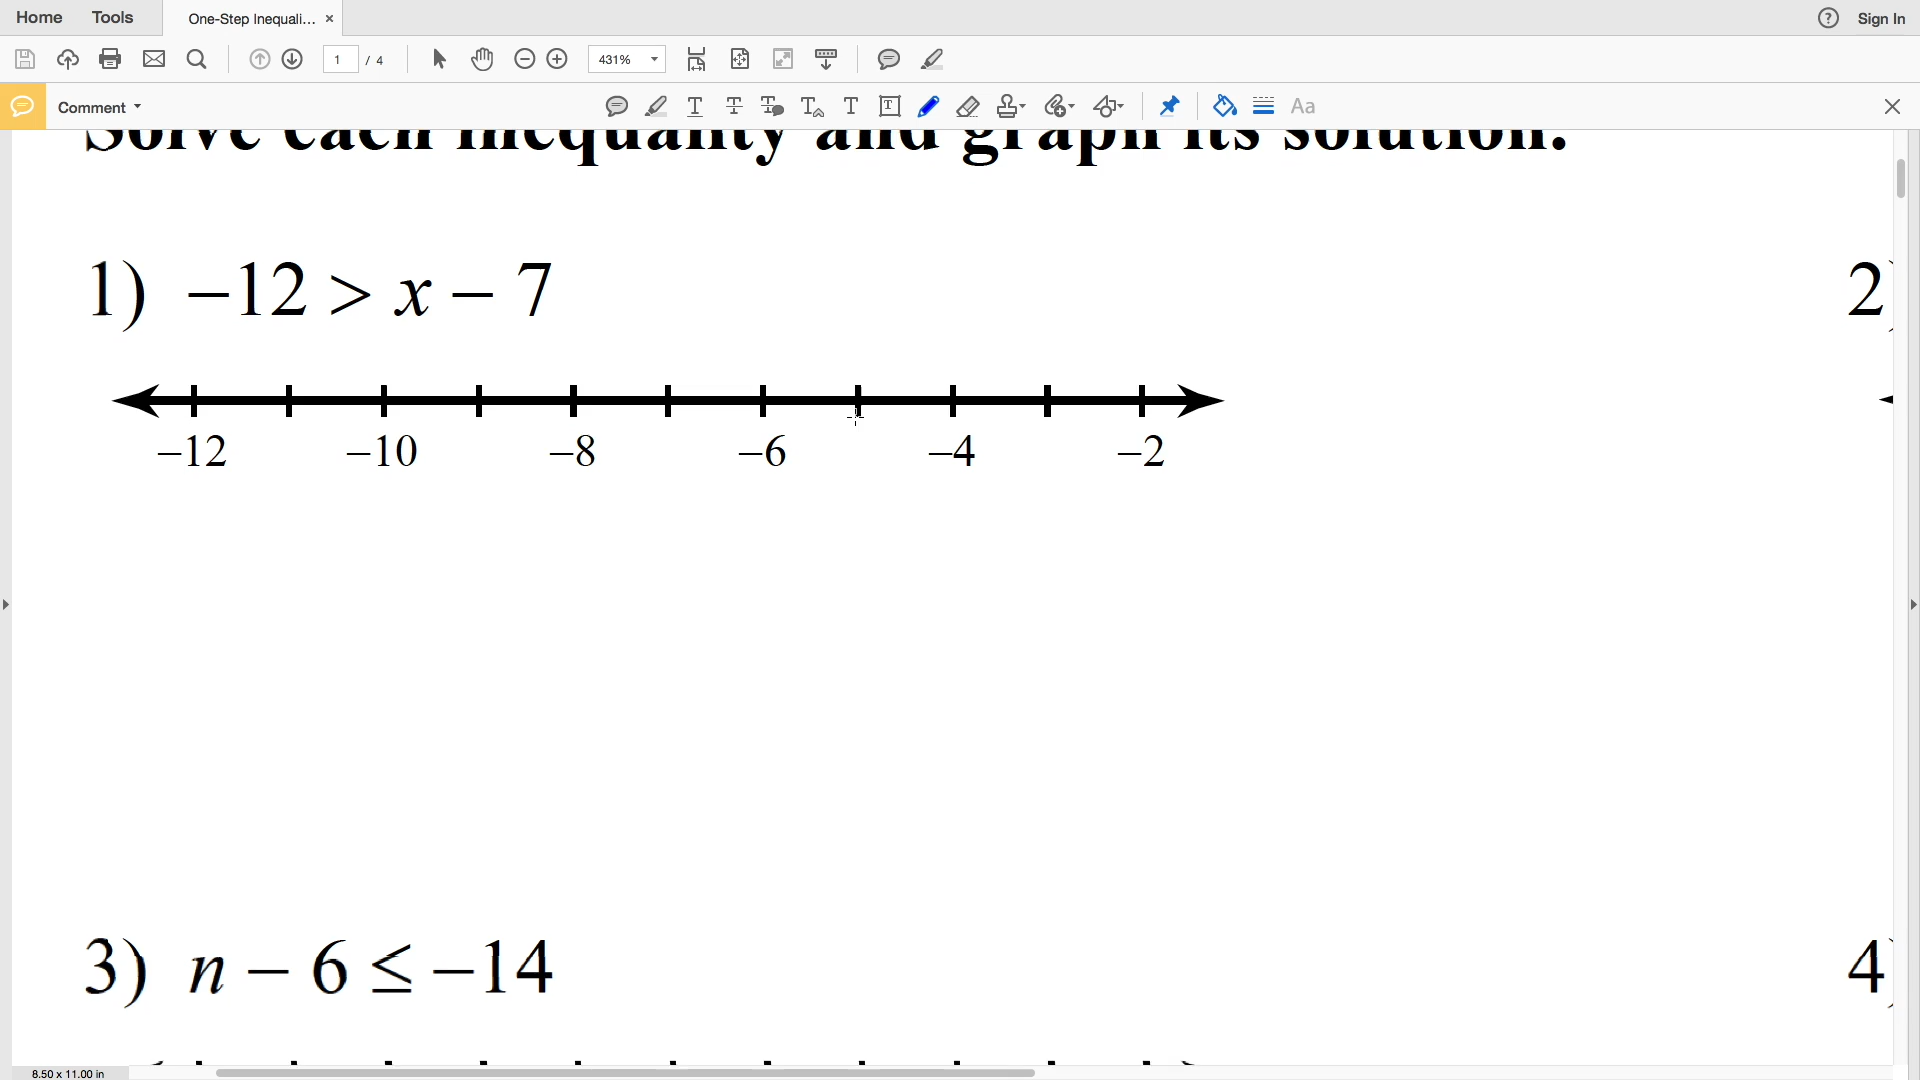 Home Tools One-Step Inequali... × ? Sign In
1 / 4 431%
Comment Aa
Solve each inequality and graph its solution.
1) −12 > x − 7 2)
−12 −10 −8 −6 −4 −2
3) n − 6 ≤ −14 4)
8.50 x 11.00 in